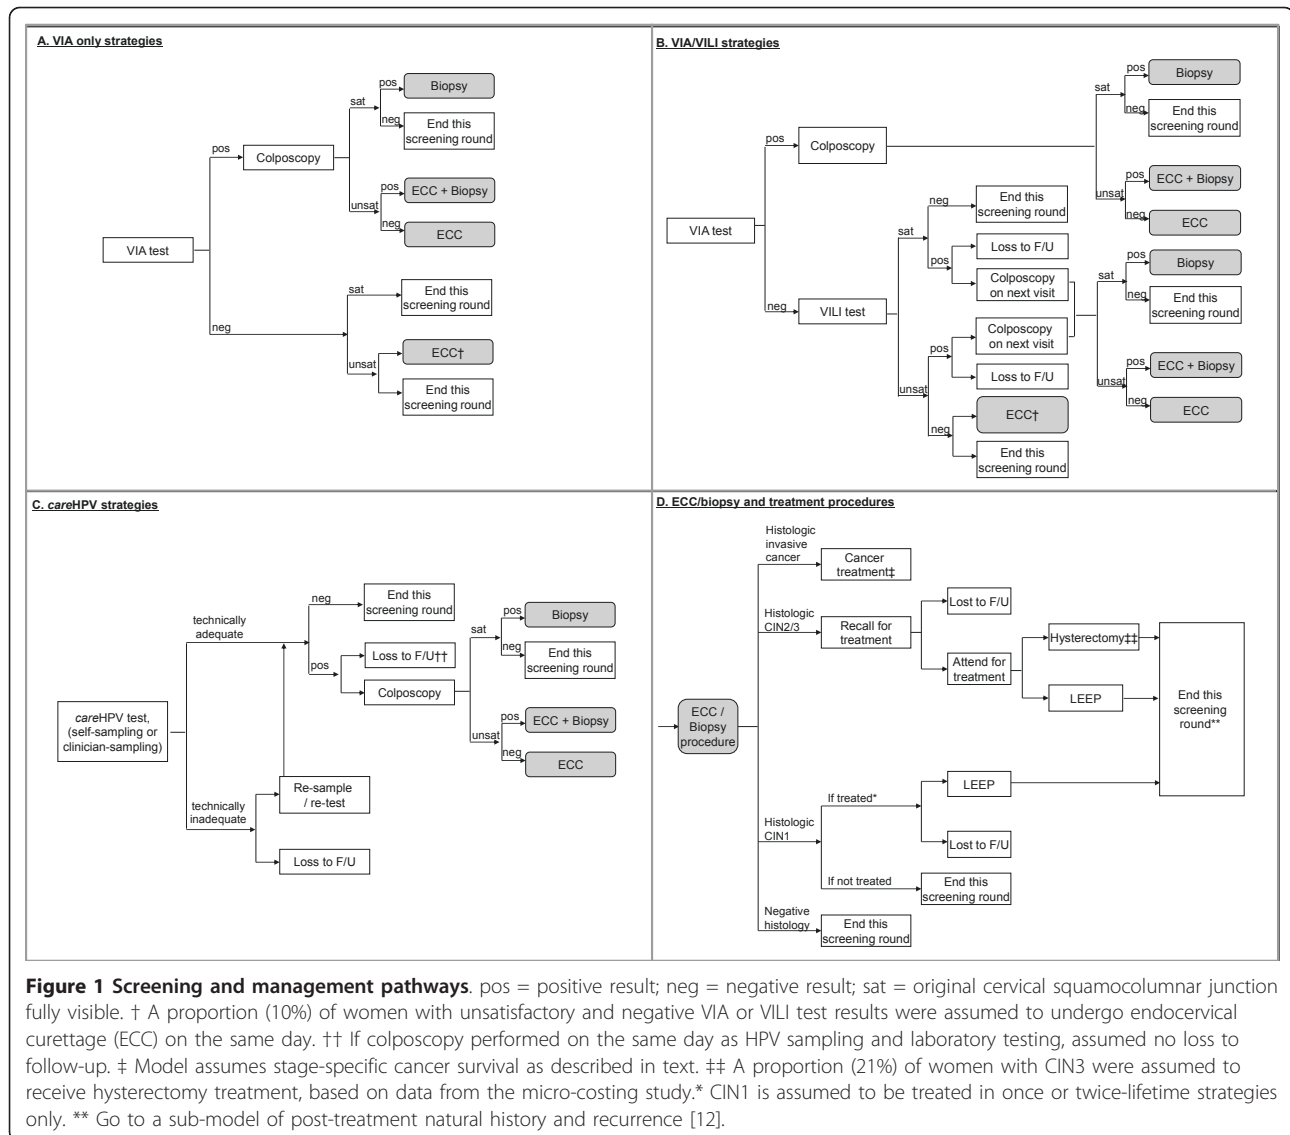 A. VIA only strategies
pos
Biopsy
sat
neg
End this
screening round
pos
Colposcopy
pos
ECC + Biopsy
unsat
neg
ECC
VIA test
sat
End this
screening round
neg
ECC†
unsat
End this
screening round
B. VIA/VILI strategies
pos
Biopsy
sat
neg
End this
screening round
pos
Colposcopy
pos
ECC + Biopsy
unsat
neg
ECC
VIA test
neg
End this
screening round
sat
Loss to F/U
pos
Colposcopy
on next visit
neg
VILI test
Colposcopy
on next visit
pos
Loss to F/U
unsat
ECC†
neg
End this
screening round
pos
Biopsy
sat
neg
End this
screening round
pos
ECC + Biopsy
unsat
neg
ECC
C. careHPV strategies
neg
End this
screening round
technically
adequate
Loss to F/U††
pos
Colposcopy
pos
Biopsy
sat
neg
End this
screening round
pos
ECC + Biopsy
unsat
neg
ECC
careHPV test,
(self-sampling or
clinician-sampling)
Re-sample
/ re-test
technically
inadequate
Loss to F/U
D. ECC/biopsy and treatment procedures
Histologic
invasive
cancer
Cancer
treatment‡
Histologic
CIN2/3
Recall for
treatment
Lost to F/U
Attend for
treatment
Hysterectomy‡‡
LEEP
End this
screening
round**
ECC /
Biopsy
procedure
If treated*
LEEP
Lost to F/U
Histologic
CIN1
If not treated
End this
screening round
Negative
histology
End this
screening round
Figure 1 Screening and management pathways. pos = positive result; neg = negative result; sat = original cervical squamocolumnar junction
fully visible. † A proportion (10%) of women with unsatisfactory and negative VIA or VILI test results were assumed to undergo endocervical
curettage (ECC) on the same day. †† If colposcopy performed on the same day as HPV sampling and laboratory testing, assumed no loss to
follow-up. ‡ Model assumes stage-specific cancer survival as described in text. ‡‡ A proportion (21%) of women with CIN3 were assumed to
receive hysterectomy treatment, based on data from the micro-costing study.* CIN1 is assumed to be treated in once or twice-lifetime strategies
only. ** Go to a sub-model of post-treatment natural history and recurrence [12].